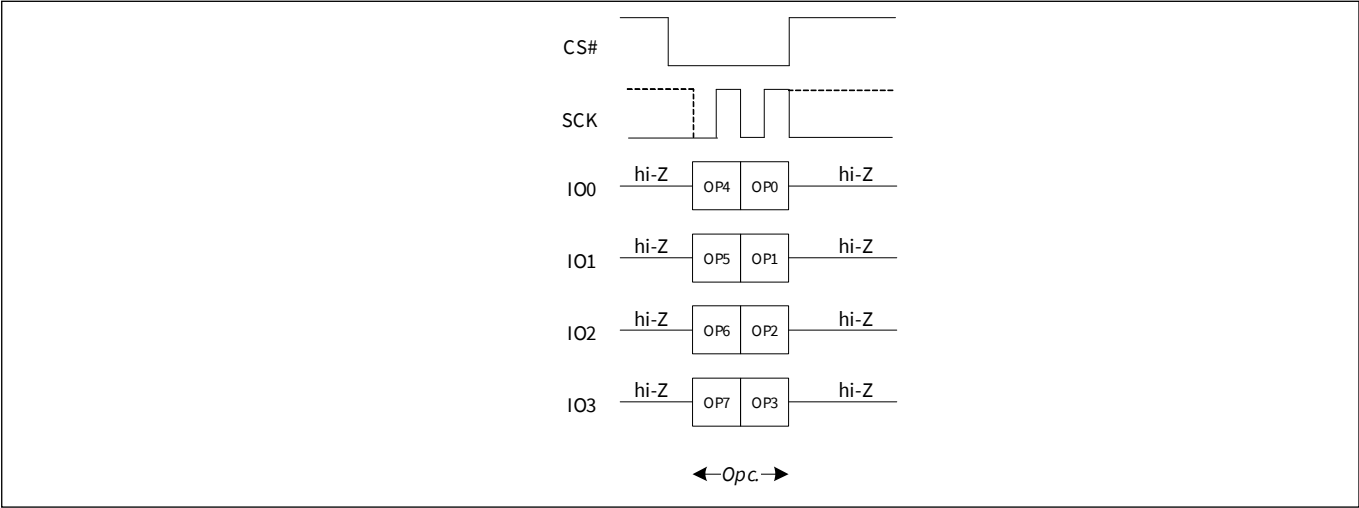 CS#
SCK
IO0 hi-Z OP4 OP0 hi-Z
IO1 hi-Z OP5 OP1 hi-Z
IO2 hi-Z OP6 OP2 hi-Z
IO3 hi-Z OP7 OP3 hi-Z
Opc.